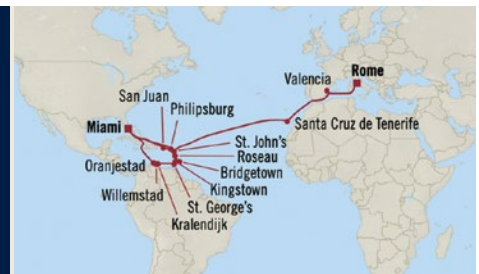 Rome
Valencia
San Juan
Philipsburg
Miami
Santa Cruz de Tenerife
St. John's
Roseau
Oranjestad
Bridgetown
Kingstown
Willemstad
St. George's
Kralendijk